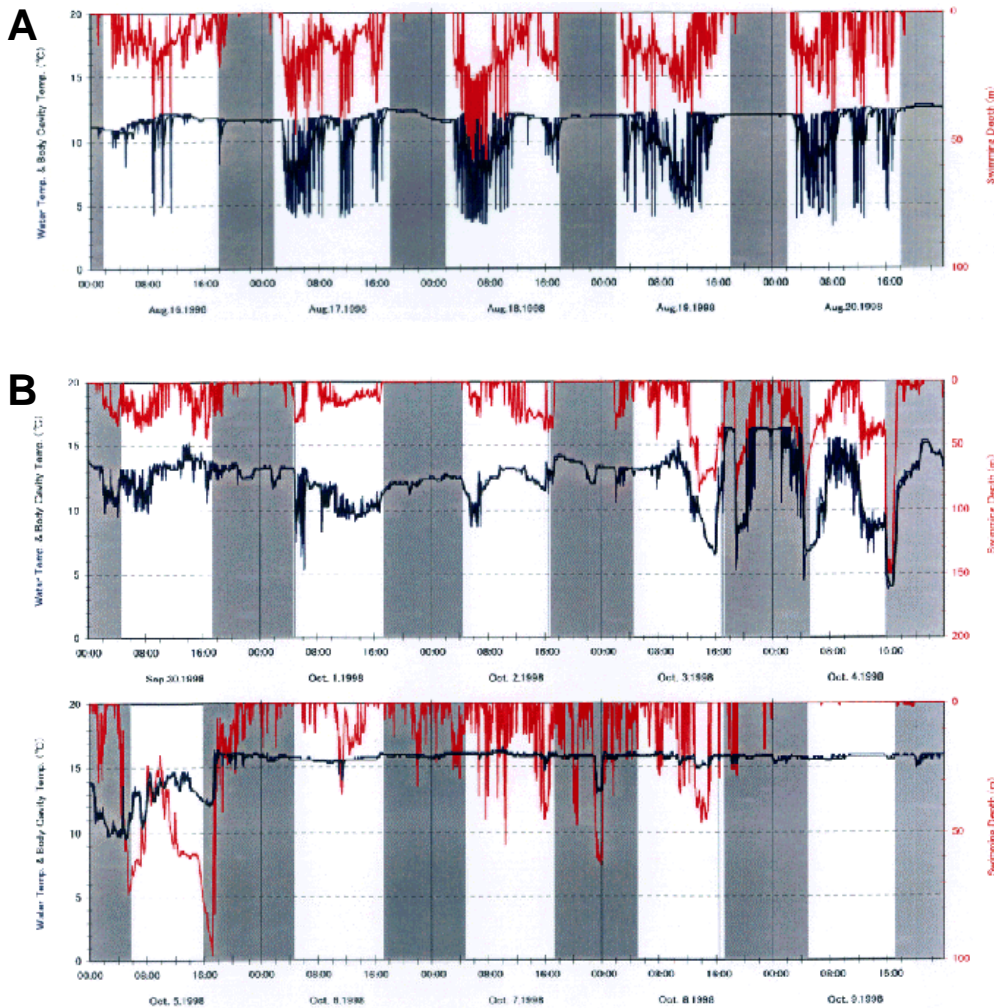 A
Water Temp. & Body Cavity Temp. (°C)
20
15
10
5
0
0
50
100
Swimming Depth (m)
00:00 08:00 16:00 00:00 08:00 16:00 00:00 08:00 16:00 00:00 08:00 16:00 00:00 08:00 16:00
Aug.16.1998 Aug.17.1998 Aug.18.1998 Aug.19.1998 Aug.20.1998
B
Water Temp. & Body Cavity Temp. (°C)
20
15
10
5
0
0
50
100
150
200
Swimming Depth (m)
00:00 08:00 16:00 00:00 08:00 16:00 00:00 08:00 16:00 00:00 08:00 16:00 00:00 08:00 16:00
Sep.30.1998 Oct. 1.1998 Oct. 2.1998 Oct. 3.1998 Oct. 4.1998
Water Temp. & Body Cavity Temp. (°C)
20
15
10
5
0
0
50
100
Swimming Depth (m)
00:00 08:00 16:00 00:00 08:00 16:00 00:00 08:00 16:00 00:00 08:00 16:00 00:00 08:00 16:00
Oct. 5.1998 Oct. 6.1998 Oct. 7.1998 Oct. 8.1998 Oct. 9.1998